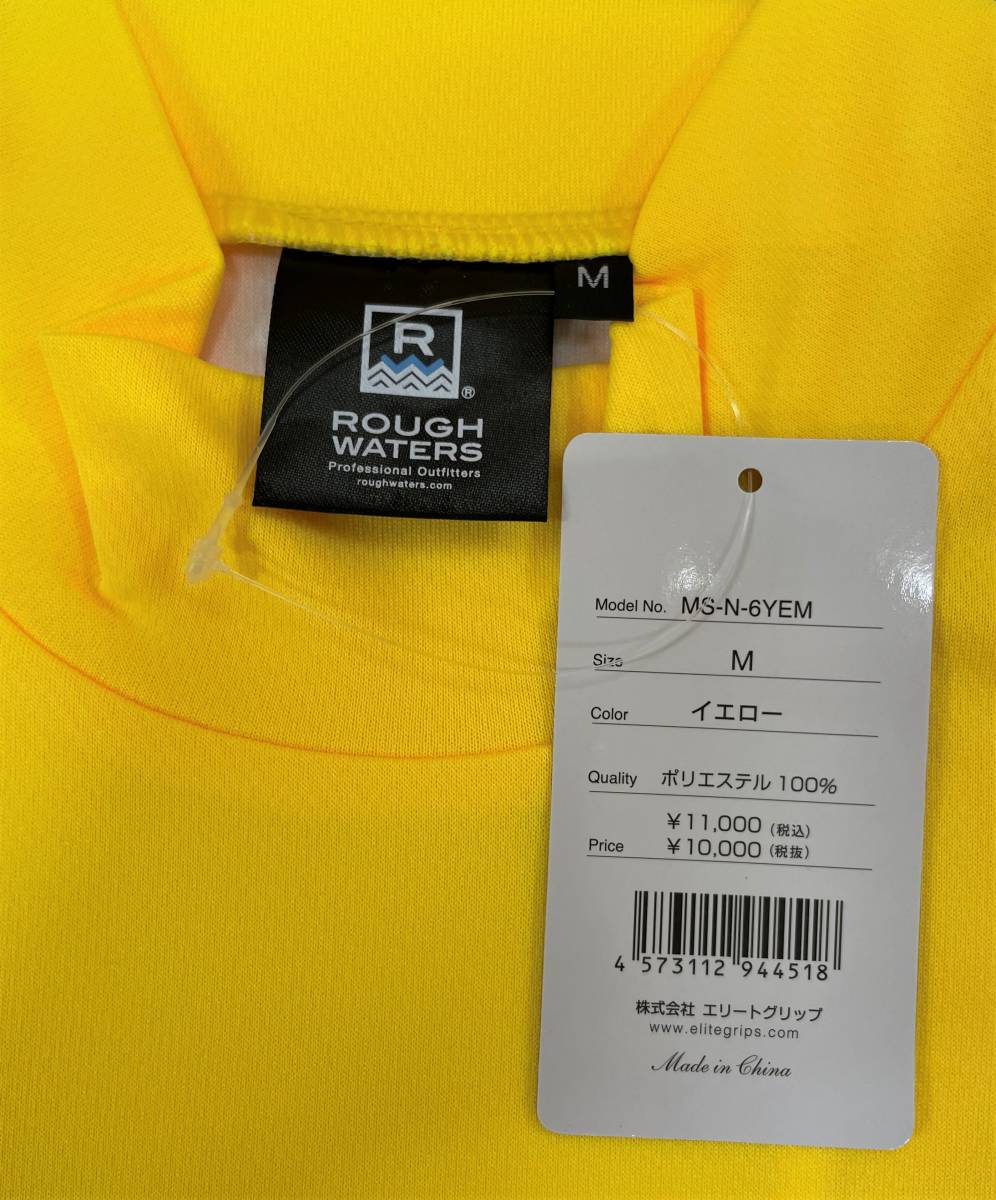 M
R
®
ROUGH
WATERS
Professional Outfitters
roughwaters.com
Model No. MS-N-6YEM
Size M
Color イエロー
Quality ポリエステル 100%
¥11,000 (税込)
Price ¥10,000 (税抜)
4 573112 944518
株式会社 エリートグリップ
www.elitegrips.com
Made in China